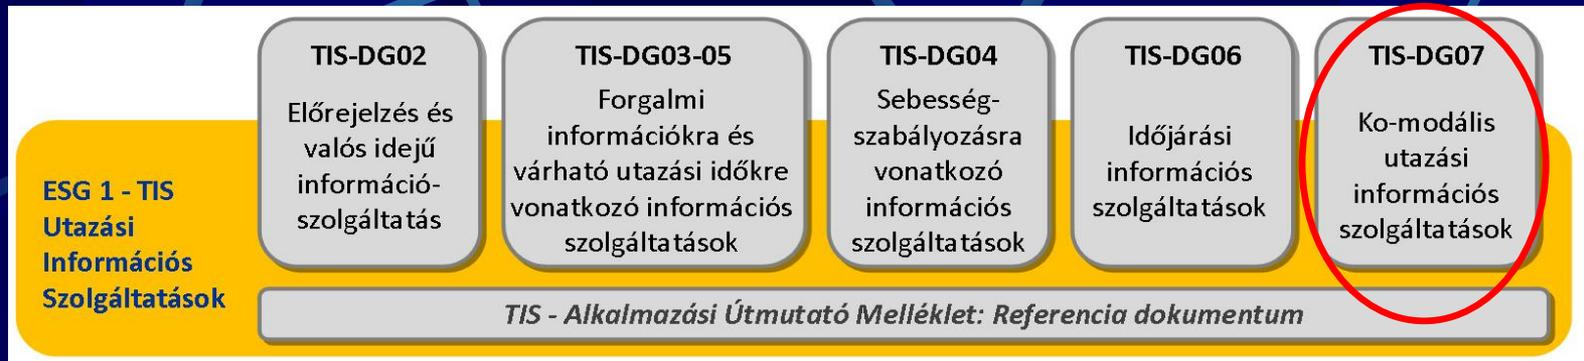 ESG 1 - TIS
Utazási
Információs
Szolgáltatások
TIS-DG02
Előrejelzés és
valós idejű
információ-
szolgáltatás
TIS-DG03-05
Forgalmi
információkra és
várható utazási időkre
vonatkozó információs
szolgáltatások
TIS-DG04
Sebesség-
szabályozásra
vonatkozó
információs
szolgáltatások
TIS-DG06
Időjárási
információs
szolgáltatások
TIS-DG07
Ko-modális
utazási
információs
szolgáltatások
TIS - Alkalmazási Útmutató Melléklet: Referencia dokumentum